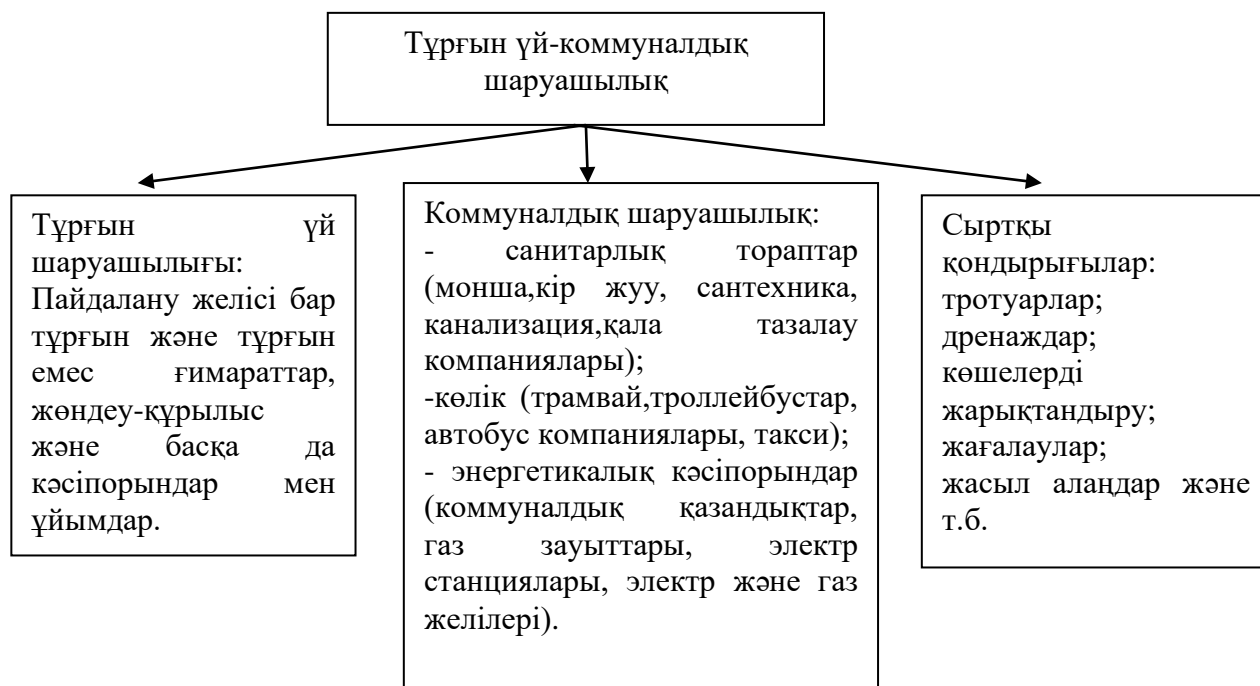 Тұрғын үй-коммуналдық
шаруашылық
Тұрғын үй
шаруашылығы:
Пайдалану желісі бар
тұрғын және тұрғын
емес ғимараттар,
жөндеу-құрылыс
және басқа да
кәсіпорындар мен
ұйымдар.
Коммуналдық шаруашылық:
- санитарлық тораптар
(монша,кір жуу, сантехника,
канализация,қала тазалау
компаниялары);
-көлік (трамвай,троллейбустар,
автобус компаниялары, такси);
- энергетикалық кәсіпорындар
(коммуналдық қазандықтар,
газ зауыттары, электр
станциялары, электр және газ
желілері).
Сыртқы
қондырығылар:
тротуарлар;
дренаждар;
көшелерді
жарықтандыру;
жағалаулар;
жасыл алаңдар және
т.б.